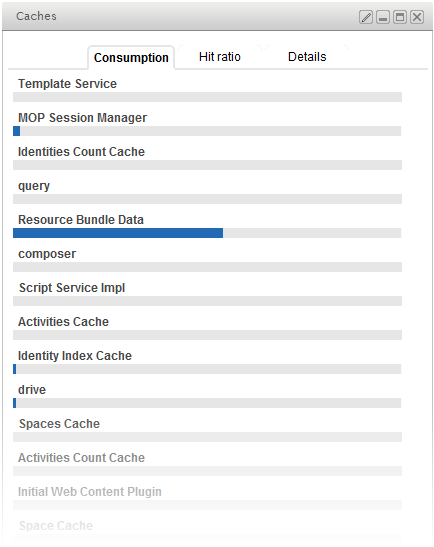 Caches
Consumption Hit ratio Details
Template Service
MOP Session Manager
Identities Count Cache
query
Resource Bundle Data
composer
Script Service Impl
Activities Cache
Identity Index Cache
drive
Spaces Cache
Activities Count Cache
Initial Web Content Plugin
Space Cache